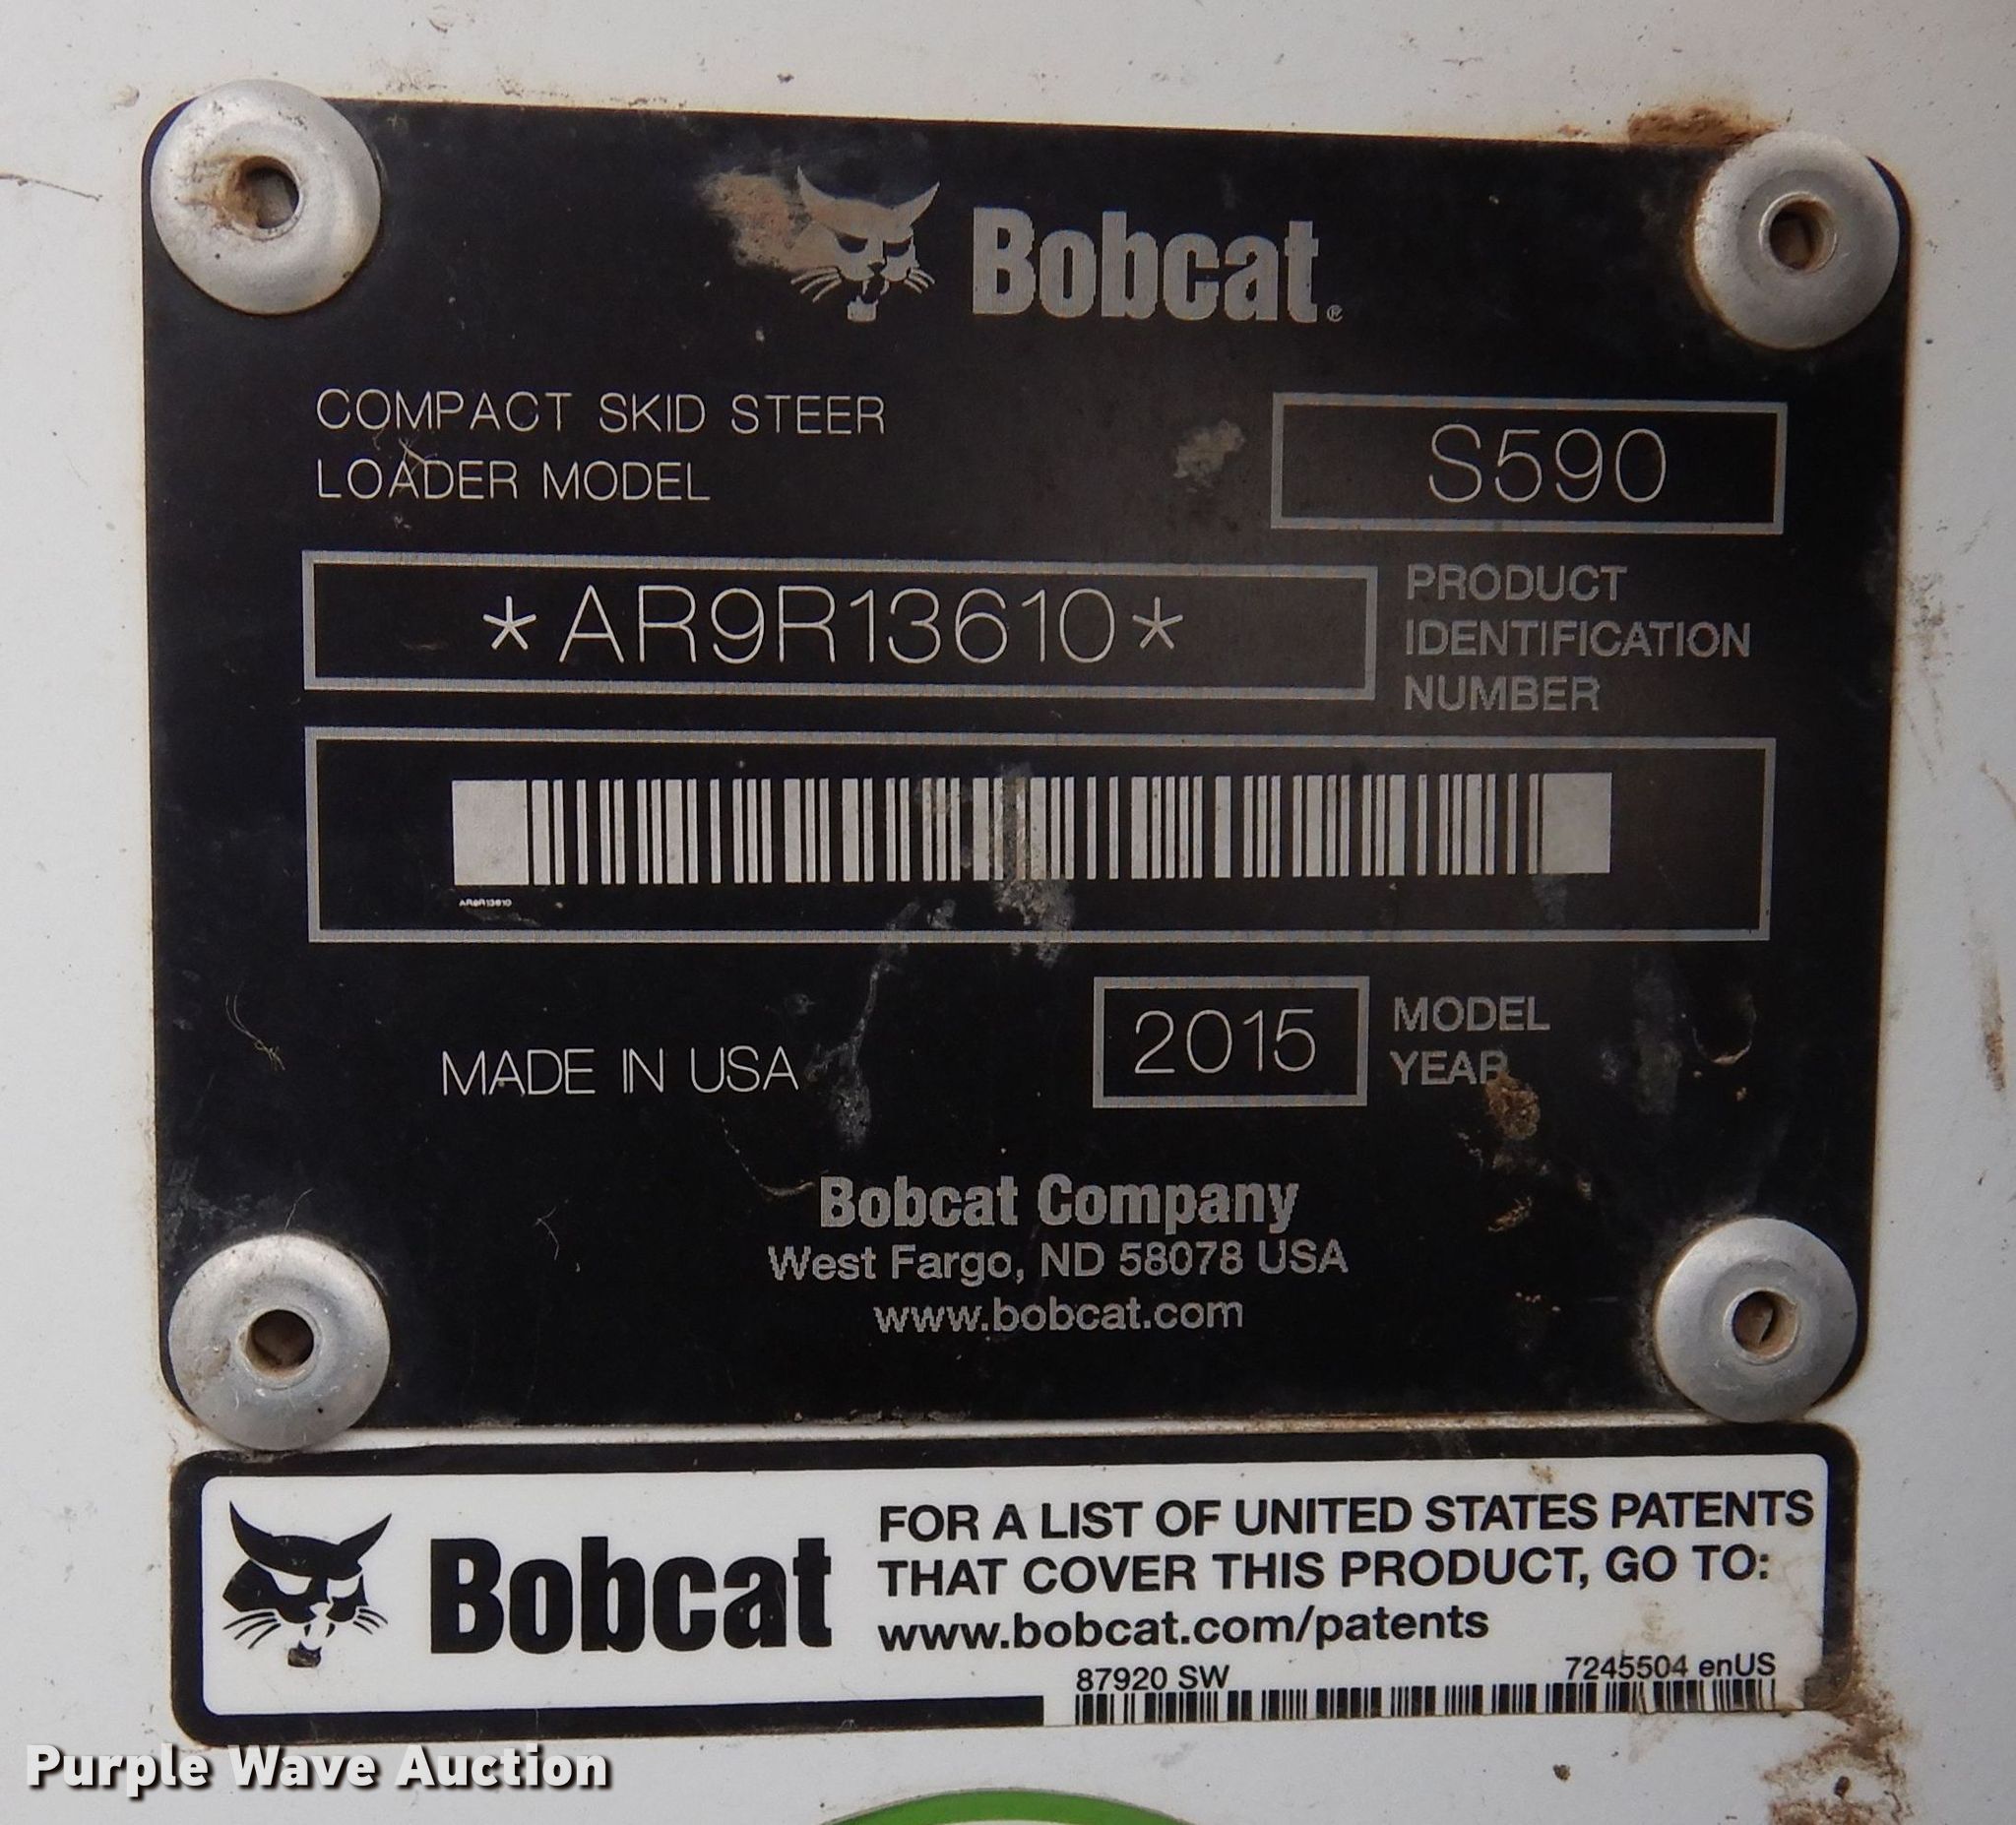 Bobcat®
COMPACT SKID STEER
LOADER MODEL
S590
*AR9R13610*
PRODUCT
IDENTIFICATION
NUMBER
AR9R13610
MADE IN USA
2015
MODEL
YEAR
Bobcat Company
West Fargo, ND 58078 USA
www.bobcat.com
Bobcat
FOR A LIST OF UNITED STATES PATENTS
THAT COVER THIS PRODUCT, GO TO:
www.bobcat.com/patents
87920 SW
7245504 enUS
Purple Wave Auction